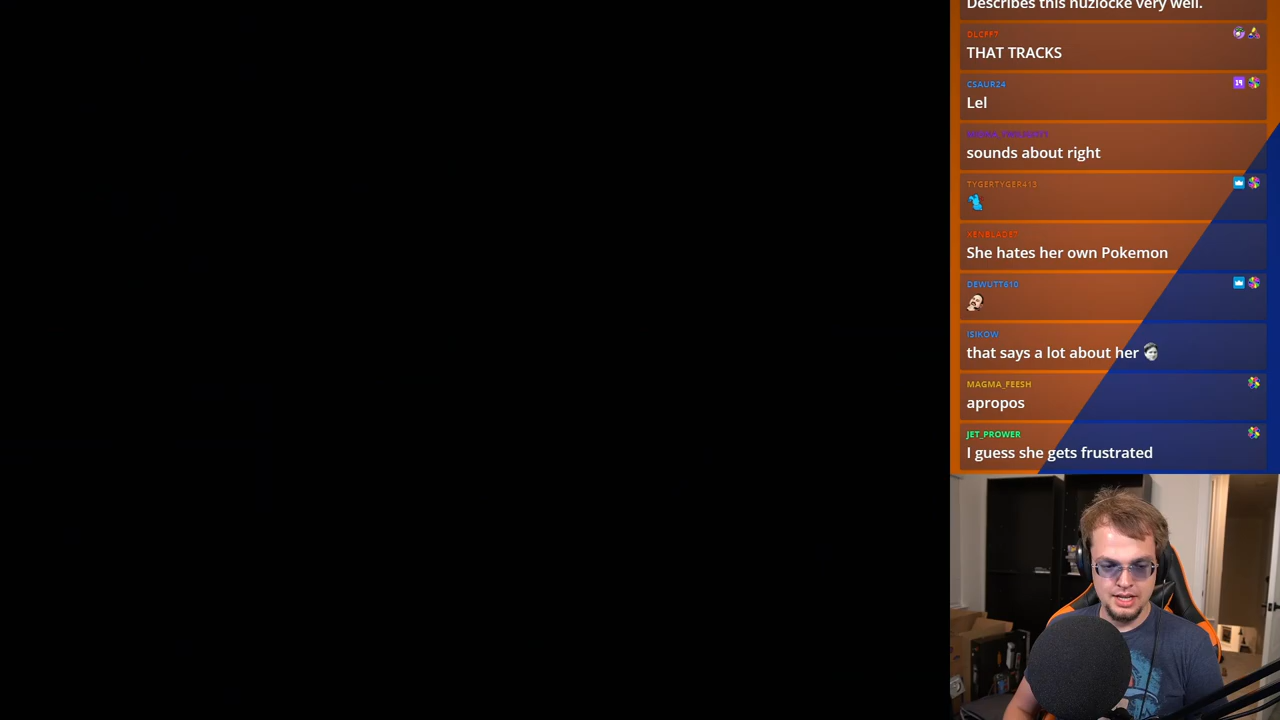 Describes this nuzlocke very well.
DLCFF7
THAT TRACKS
CSAUR24
19
Lel
sounds about right
TYGERTYGER413
XENBLADE7
She hates her own Pokemon
DEWUTT610
ISIKOW
that says a lot about her
MAGMA_FEESH
apropos
JET_PROWER
I guess she gets frustrated